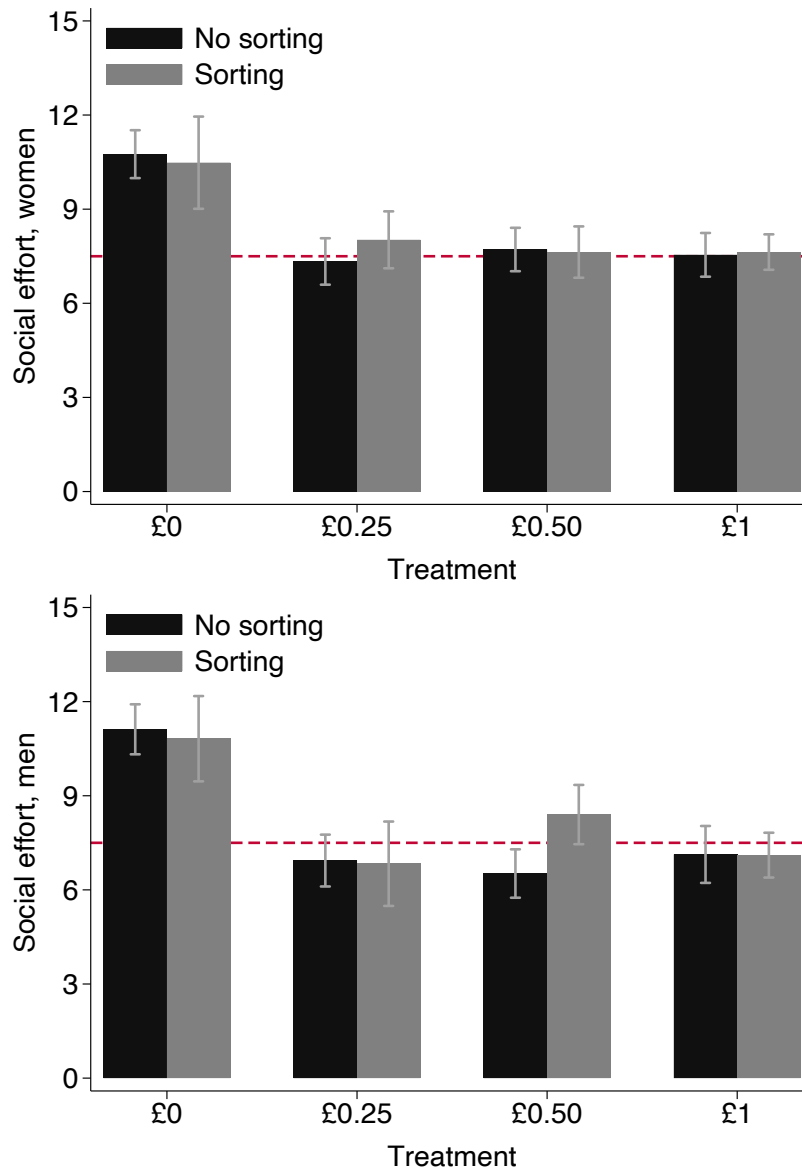 15
No sorting
Sorting
12
9
6
3
0
Social effort, women
£0 £0.25 £0.50 £1
Treatment
15
No sorting
Sorting
12
9
6
3
0
Social effort, men
£0 £0.25 £0.50 £1
Treatment